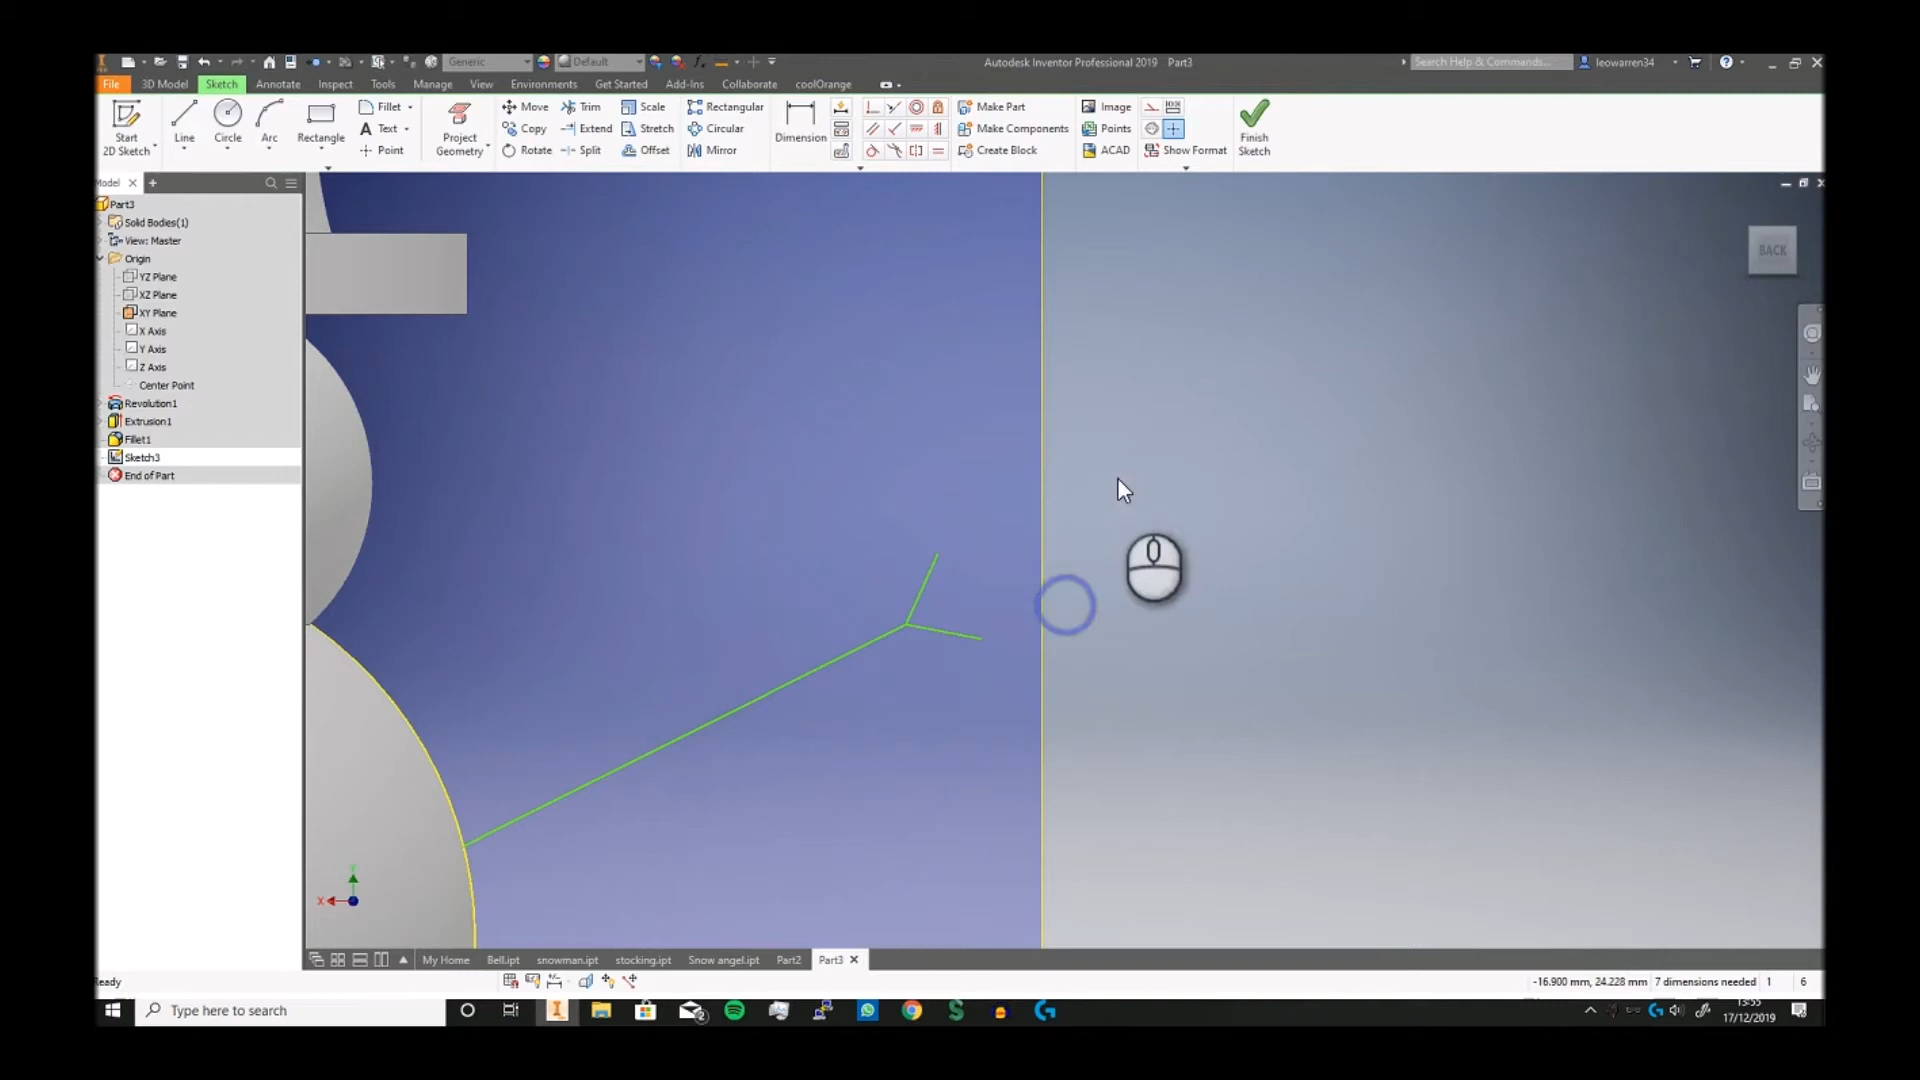 Generic
Default
Autodesk Inventor Professional 2019 Part3
Search Help & Commands...
leowarren34
File 3D Model Sketch Annotate Inspect Tools Manage View Environments Get Started Add-Ins Collaborate coolOrange
Start
2D Sketch
Line
Circle
Arc
Rectangle
Fillet
Text
Point
Project
Geometry
Move Trim Scale
Copy Extend Stretch
Rotate Split Offset
Rectangular
Circular
Mirror
Dimension
Make Part
Make Components
Create Block
Image
Points
ACAD
Show Format
Finish
Sketch
Model
Part3
Solid Bodies(1)
View: Master
Origin
YZ Plane
XZ Plane
XY Plane
X Axis
Y Axis
Z Axis
Center Point
Revolution1
Extrusion1
Fillet1
Sketch3
End of Part
BACK
Y
X
My Home Bell.ipt snowman.ipt stocking.ipt Snow angel.ipt Part2 Part3
eady
-16.900 mm, 24.228 mm 7 dimensions needed 1 6
Type here to search
13:55
17/12/2019